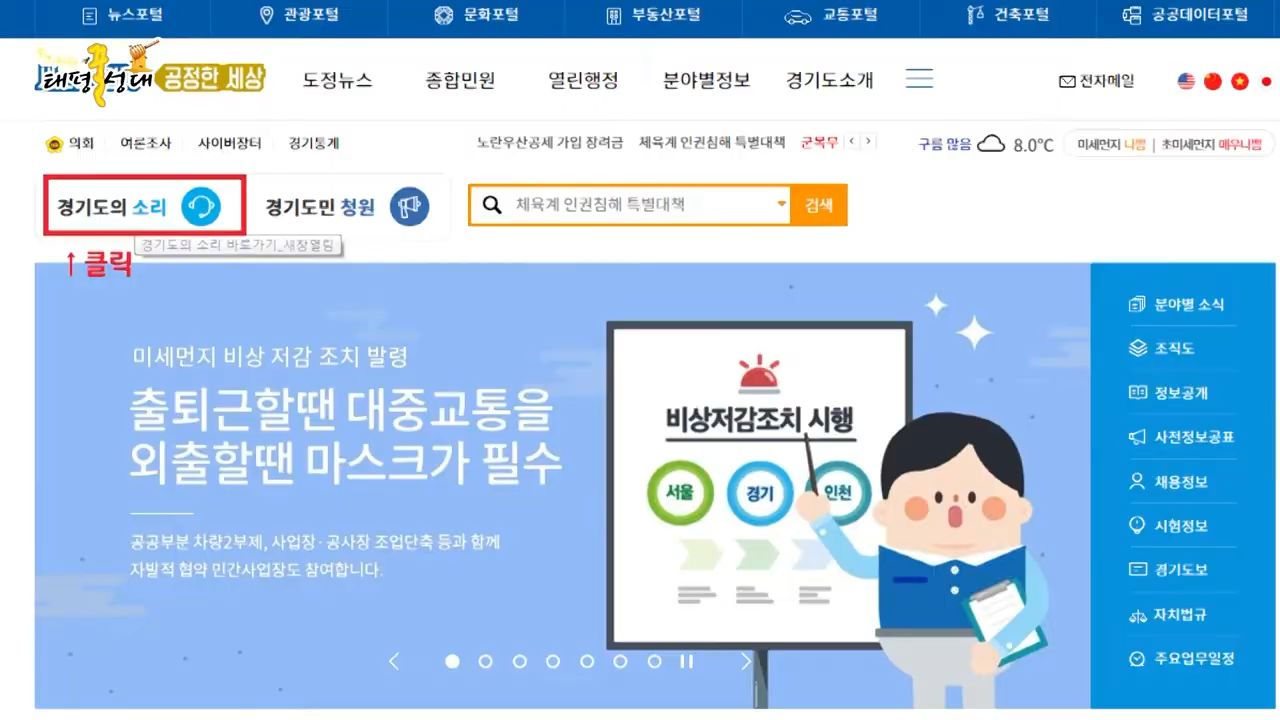 뉴스포털
관광포털
문화포털
부동산포털
교통포털
건축포털
공공데이터포털
태평꿀성대
공정한 세상
도정뉴스
종합민원
열린행정
분야별정보
경기도소개
전자메일
의회
여론조사
사이버장터
경기통계
노란우산공제 가입 장려금
체육계 인권침해 특별대책
군복무
구름 많음
8.0℃
미세먼지 나쁨 | 초미세먼지 매우나쁨
경기도의 소리
경기도민 청원
체육계 인권침해 특별대책
검색
경기도의 소리 바로가기_새창열림
↑ 클릭
미세먼지 비상 저감 조치 발령
출퇴근할땐 대중교통을
외출할땐 마스크가 필수
공공부분 차량2부제, 사업장·공사장 조업단축 등과 함께
자발적 협약 민간사업장도 참여합니다.
비상저감조치 시행
서울
경기
인천
분야별 소식
조직도
정보공개
사전정보공표
채용정보
시험정보
경기도보
자치법규
주요업무일정